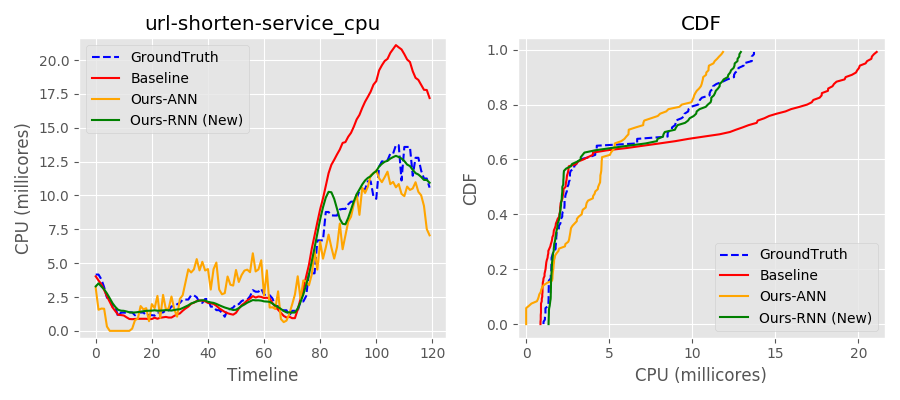 url-shorten-service_cpu
CPU (millicores)
20.0
17.5
15.0
12.5
10.0
7.5
5.0
2.5
0.0
GroundTruth
Baseline
Ours-ANN
Ours-RNN (New)
0 20 40 60 80 100 120
Timeline
CDF
CDF
1.0
0.8
0.6
0.4
0.2
0.0
GroundTruth
Baseline
Ours-ANN
Ours-RNN (New)
0 5 10 15 20
CPU (millicores)